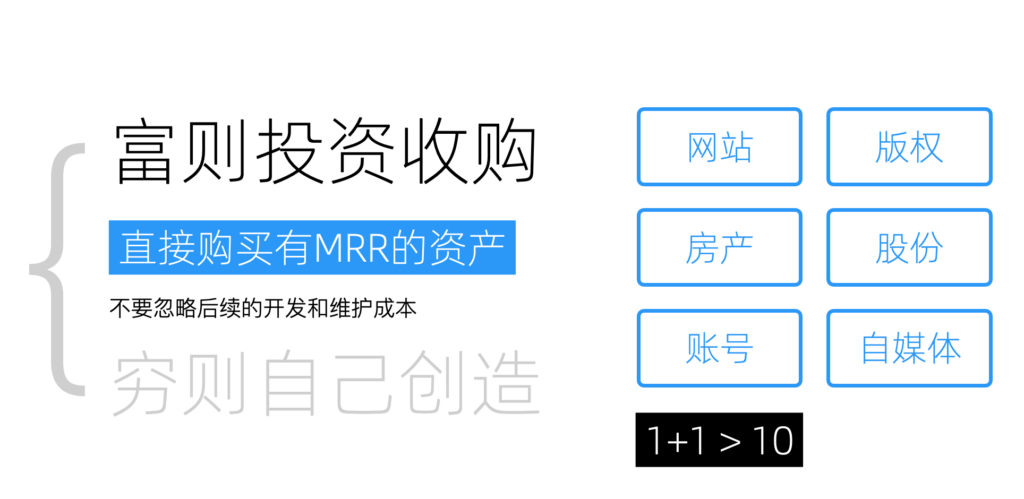 富则投资收购
直接购买有MRR的资产
不要忽略后续的开发和维护成本
穷则自己创造
网站
版权
房产
股份
账号
自媒体
1+1 > 10